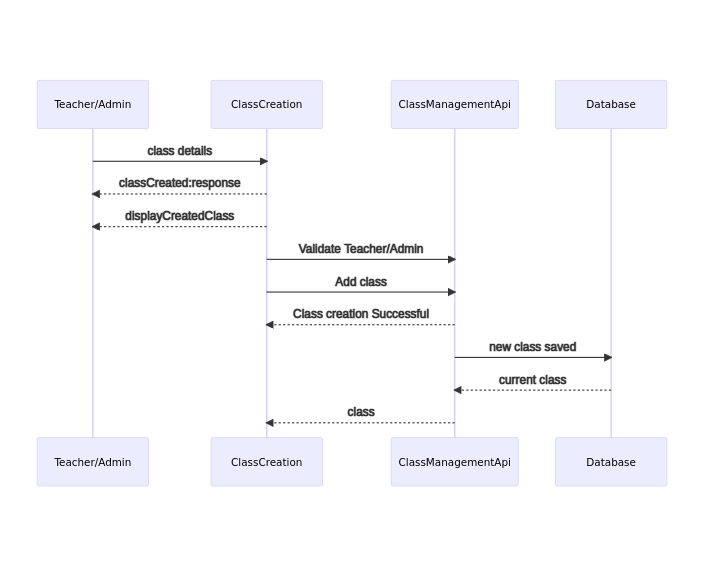 Teacher/Admin
ClassCreation
ClassManagementApi
Database
class details
classCreated:response
displayCreatedClass
Validate Teacher/Admin
Add class
Class creation Successful
new class saved
current class
class
Teacher/Admin
ClassCreation
ClassManagementApi
Database